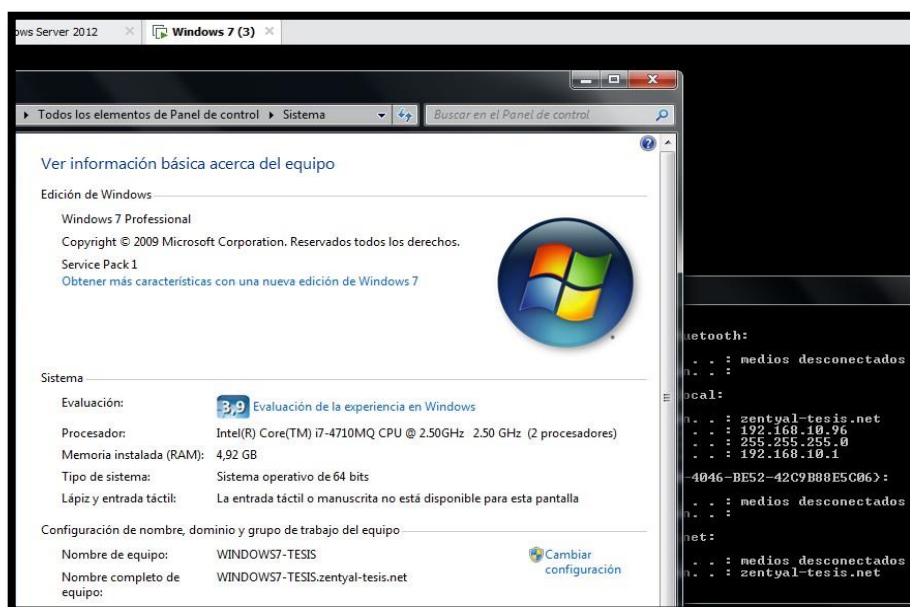 ows Server 2012
Windows 7 (3)
Todos los elementos de Panel de control
Sistema
Buscar en el Panel de control
Ver información básica acerca del equipo
Edición de Windows
Windows 7 Professional
Copyright © 2009 Microsoft Corporation. Reservados todos los derechos.
Service Pack 1
Obtener más características con una nueva edición de Windows 7
Sistema
Evaluación: 3,9 Evaluación de la experiencia en Windows
Procesador: Intel(R) Core(TM) i7-4710MQ CPU @ 2.50GHz 2.50 GHz (2 procesadores)
Memoria instalada (RAM): 4,92 GB
Tipo de sistema: Sistema operativo de 64 bits
Lápiz y entrada táctil: La entrada táctil o manuscrita no está disponible para esta pantalla
Configuración de nombre, dominio y grupo de trabajo del equipo
Nombre de equipo: WINDOWS7-TESIS
Cambiar
configuración
Nombre completo de
equipo: WINDOWS7-TESIS.zentyal-tesis.net
uetooth:
. . : medios desconectados
n. . :
ocal:
n. . : zentyal-tesis.net
. . : 192.168.10.96
. . : 255.255.255.0
. . : 192.168.10.1
-4046-BE52-42C9B88E5C06}:
. . : medios desconectados
n. . :
net:
. . : medios desconectados
n. . : zentyal-tesis.net